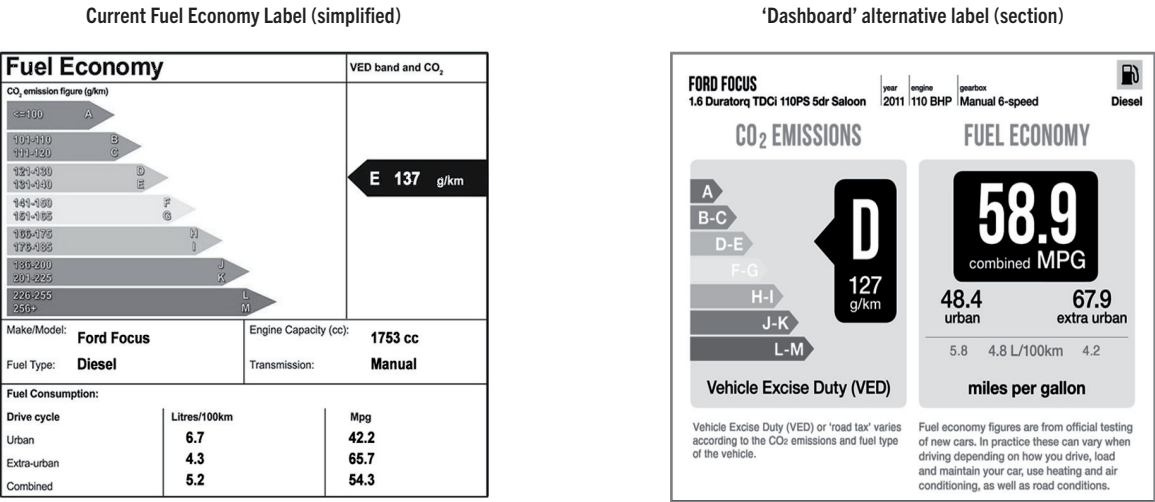 Current Fuel Economy Label (simplified)
Fuel Economy
VED band and CO₂
CO₂ emission figure (g/km)
<=100 A
101-110 B
111-120 C
121-130 D
131-140 E
141-150 F
151-165 G
166-175 H
176-185 I
186-200 J
201-225 K
226-255 L
256+ M
E 137 g/km
Make/Model: Ford Focus
Engine Capacity (cc): 1753 cc
Fuel Type: Diesel
Transmission: Manual
Fuel Consumption:
Drive cycle Litres/100km Mpg
Urban 6.7 42.2
Extra-urban 4.3 65.7
Combined 5.2 54.3
‘Dashboard’ alternative label (section)
FORD FOCUS
1.6 Duratorq TDCi 110PS 5dr Saloon
year
2011
engine
110 BHP
gearbox
Manual 6-speed
Diesel
CO₂ EMISSIONS
A
B-C
D-E
F-G
H-I
J-K
L-M
D
127
g/km
Vehicle Excise Duty (VED)
Vehicle Excise Duty (VED) or ‘road tax’ varies
according to the CO₂ emissions and fuel type
of the vehicle.
FUEL ECONOMY
58.9
combined MPG
48.4 67.9
urban extra urban
5.8 4.8 L/100km 4.2
miles per gallon
Fuel economy figures are from official testing
of new cars. In practice these can vary when
driving depending on how you drive, load
and maintain your car, use heating and air
conditioning, as well as road conditions.